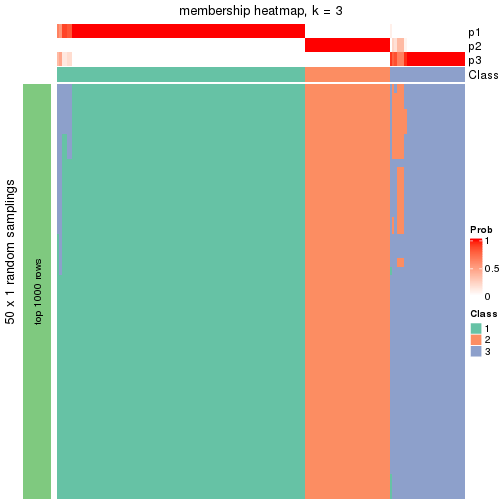 membership heatmap, k = 3
p1
p2
p3
Class
50 x 1 random samplings
top 1000 rows
Prob
1
0.5
0
Class
1
2
3